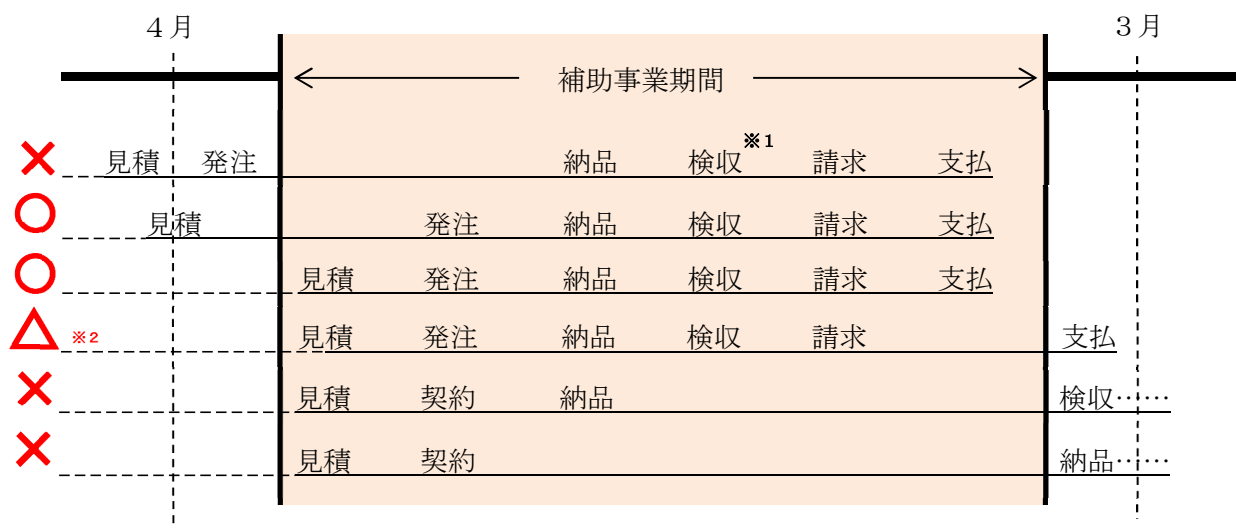 4月 3月
補助事業期間
× 見積 発注 納品 検収※1 請求 支払
○ 見積 発注 納品 検収 請求 支払
○ 見積 発注 納品 検収 請求 支払
△ ※2 見積 発注 納品 検収 請求 支払
× 見積 契約 納品 検収……
× 見積 契約 納品……